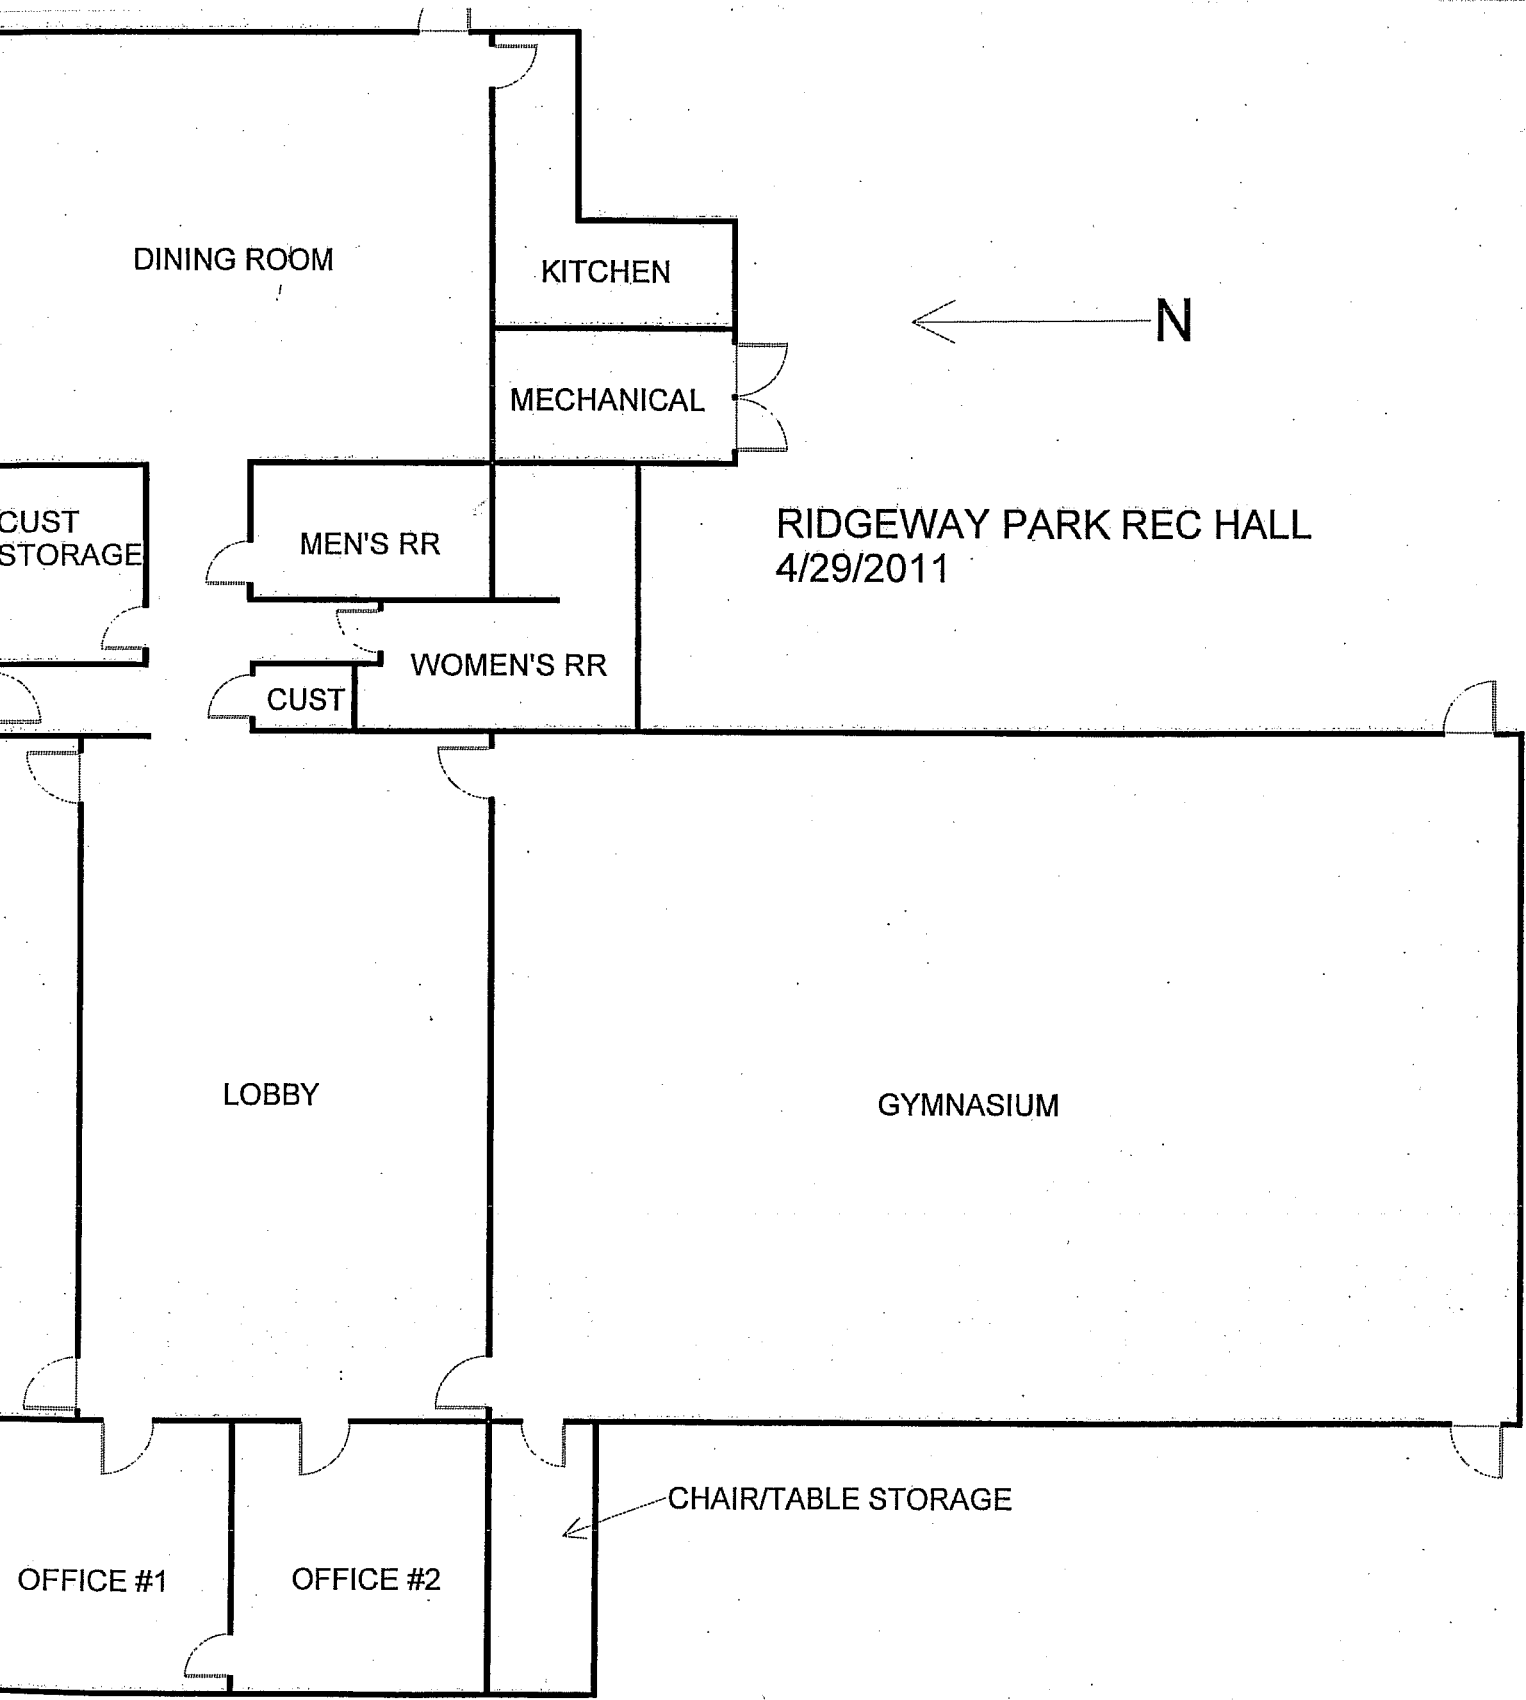 DINING ROOM
KITCHEN
N
MECHANICAL
CUST
STORAGE
MEN'S RR
RIDGEWAY PARK REC HALL
4/29/2011
WOMEN'S RR
CUST
LOBBY
GYMNASIUM
CHAIR/TABLE STORAGE
OFFICE #1
OFFICE #2